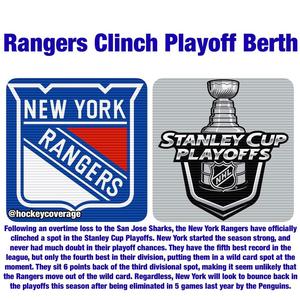 Rangers Clinch Playoff Berth
NEW YORK
RANGERS
STANLEY CUP
PLAYOFFS
NHL
@hockeycoverage
Following an overtime loss to the San Jose Sharks, the New York Rangers have officially
clinched a spot in the Stanley Cup Playoffs. New York started the season strong, and
never had much doubt in their playoff chances. They have the fifth best record in the
league, but only the fourth best in their division, putting them in a wild card spot at the
moment. They sit 6 points back of the third divisional spot, making it seem unlikely that
the Rangers move out of the wild card. Regardless, New York will look to bounce back in
the playoffs this season after being eliminated in 5 games last year by the Penguins.